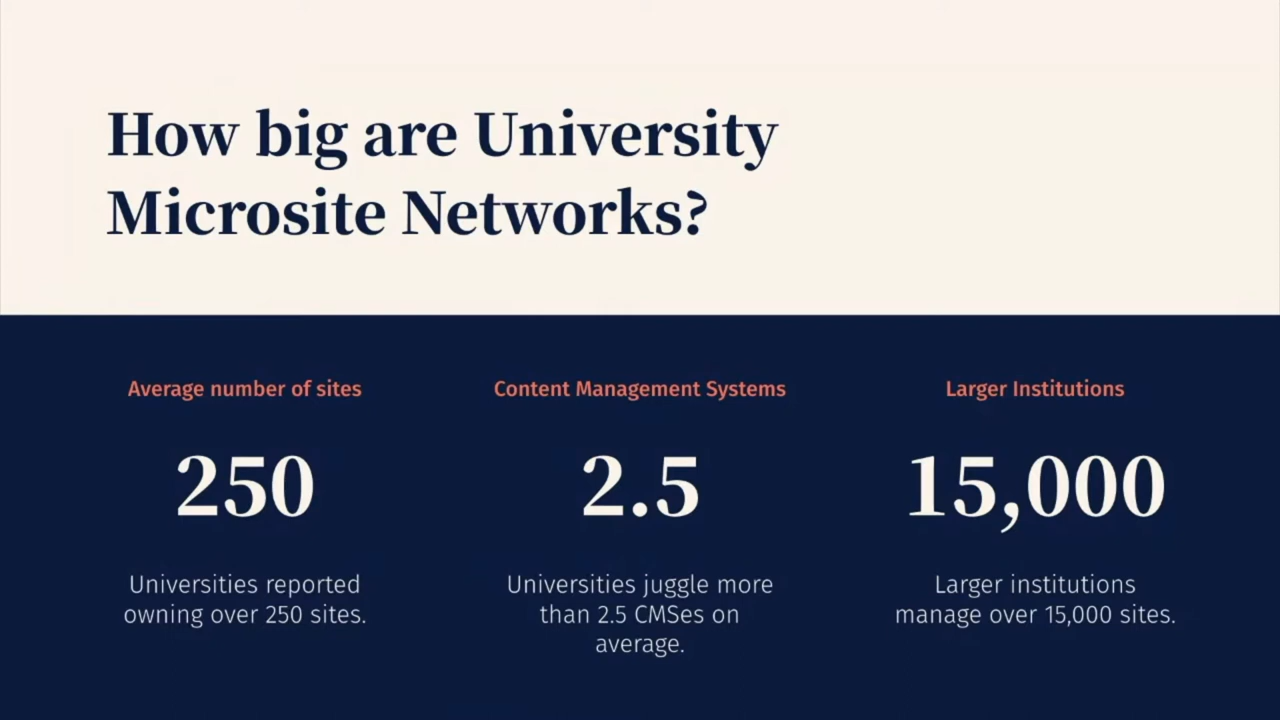 How big are University
Microsite Networks?
Average number of sites
250
Universities reported
owning over 250 sites.
Content Management Systems
2.5
Universities juggle more
than 2.5 CMSes on
average.
Larger Institutions
15,000
Larger institutions
manage over 15,000 sites.